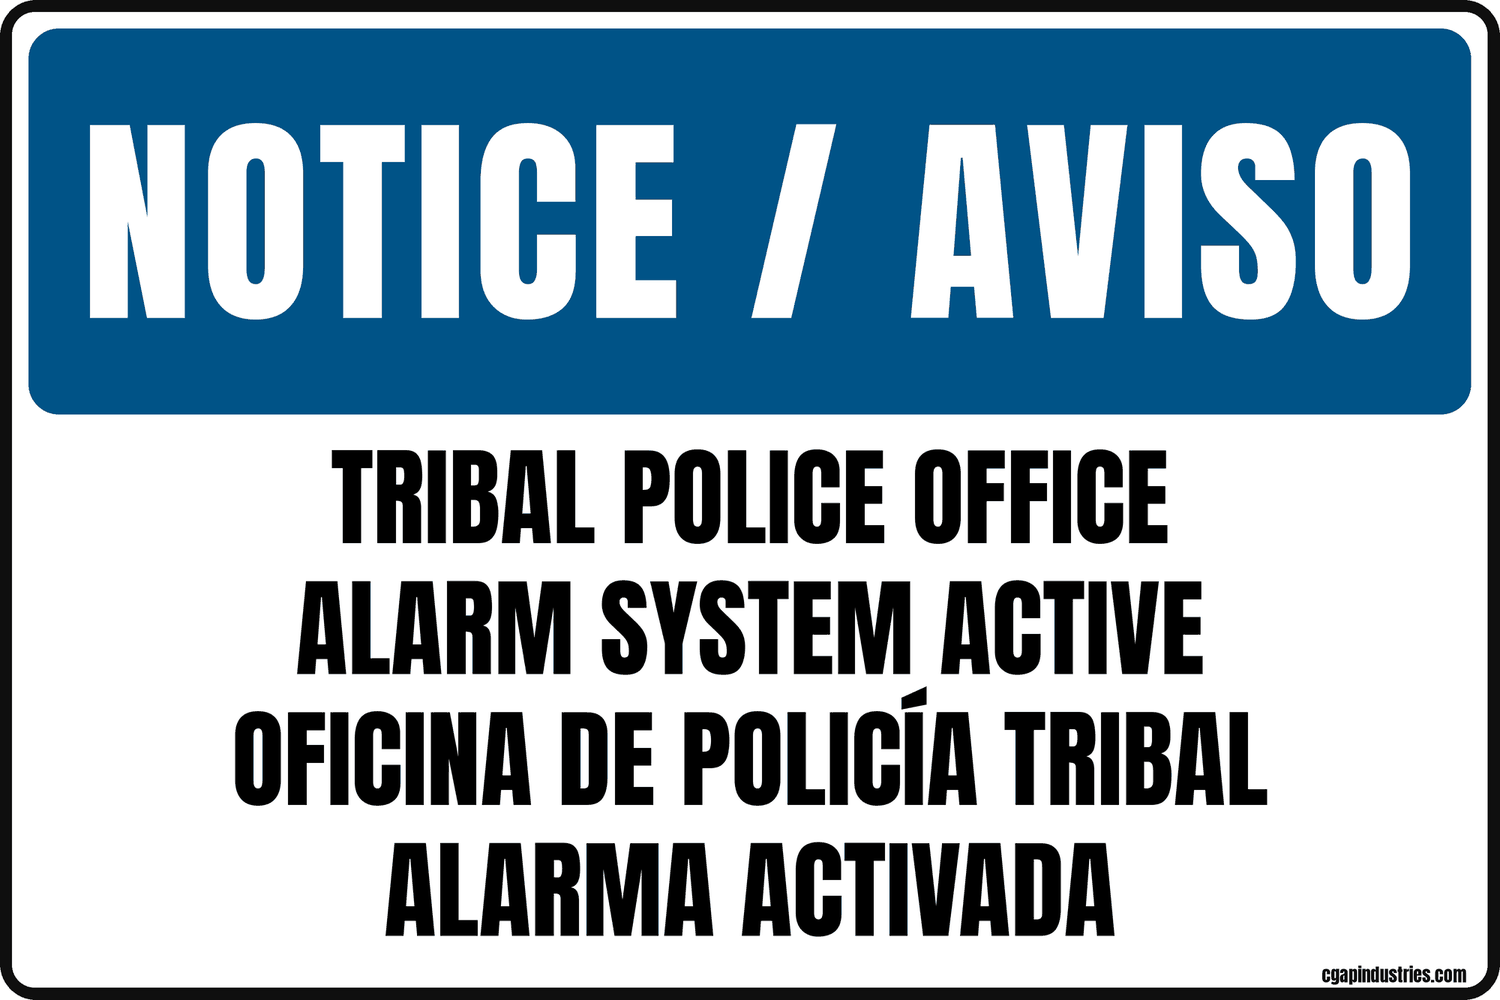 NOTICE / AVISO
TRIBAL POLICE OFFICE
ALARM SYSTEM ACTIVE
OFICINA DE POLICÍA TRIBAL
ALARMA ACTIVADA
cgapindustries.com